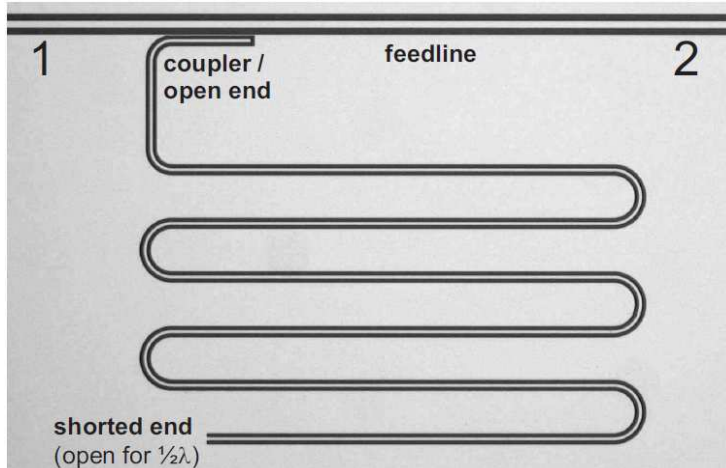 1
coupler /
open end
feedline
2
shorted end
(open for ½λ)